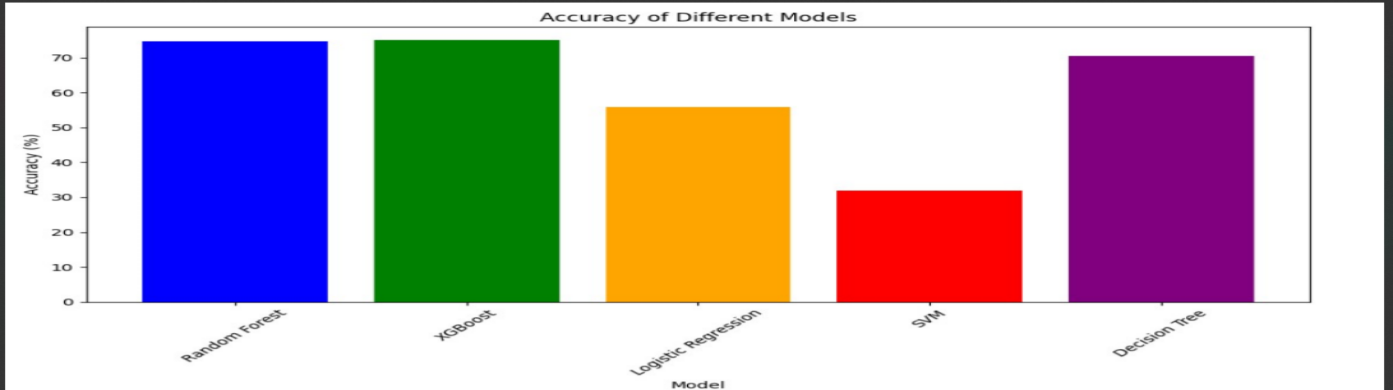 Accuracy of Different Models
Accuracy (%)
70
60
50
40
30
20
10
0
Random Forest
XGBoost
Logistic Regression
SVM
Decision Tree
Model